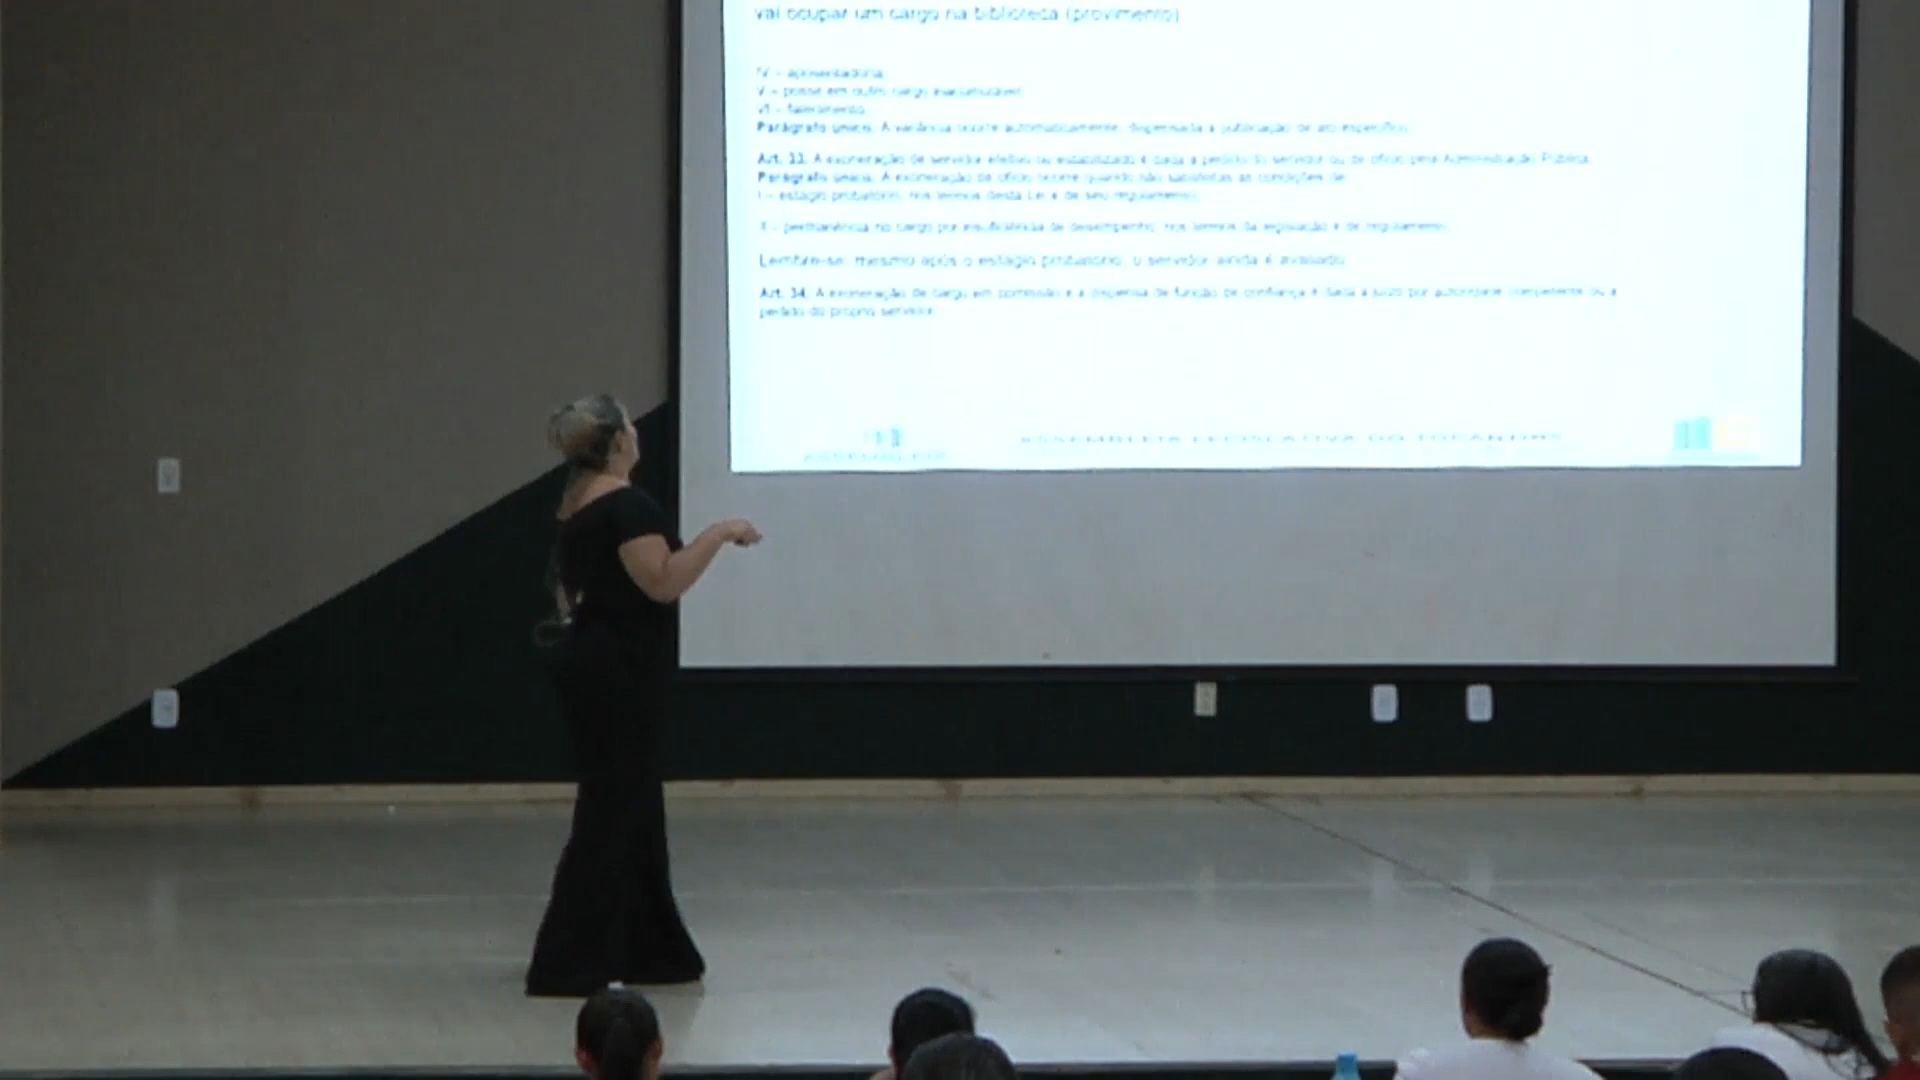 vai ocupar um cargo na biblioteca (provimento)
IV – aposentadoria;
V – posse em outro cargo inacumulável;
VI – falecimento.
Parágrafo único. A vacância ocorre automaticamente, dispensada a publicação de ato específico.
Art. 33. A exoneração de servidor efetivo ou estabilizado é dada a pedido do servidor ou de ofício pela Administração Pública.
Parágrafo único. A exoneração de ofício ocorre quando não satisfeitas as condições de:
I – estágio probatório, nos termos desta Lei e de seu regulamento;
II – permanência no cargo por insuficiência de desempenho, nos termos da legislação e de regulamento.
Lembre-se: mesmo após o estágio probatório, o servidor ainda é avaliado.
Art. 34. A exoneração de cargo em comissão e a dispensa de função de confiança é dada a juízo por autoridade competente ou a
pedido do próprio servidor.
ASSEMBLEIA LEGISLATIVA DO TOCANTINS